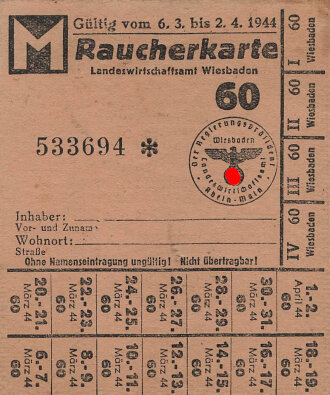 M
Gültig vom 6. 3. bis 2. 4. 1944
Raucherkarte
Landeswirtschaftsamt Wiesbaden
60
533694 *
Der Regierungspräsident
Wiesbaden
Landeswirtschaftsamt
Rhein-Main
Inhaber:
Vor- und Zuname
Wohnort:
Straße
Ohne Namenseintragung ungültig! Nicht übertragbar!
I 60 Wiesbaden
II 60 Wiesbaden
III 60 Wiesbaden
IV 60 Wiesbaden
20.-21. März 44 60
22.-23. März 44 60
24.-25. März 44 60
26.-27. März 44 60
28.-29. März 44 60
30.-31. März 44 60
1.-2. April 44 60
6.-7. März 44 60
8.-9. März 44 60
10.-11. März 44 60
12.-13. März 44 60
14.-15. März 44 60
16.-17. März 44 60
18.-19. März 44 60